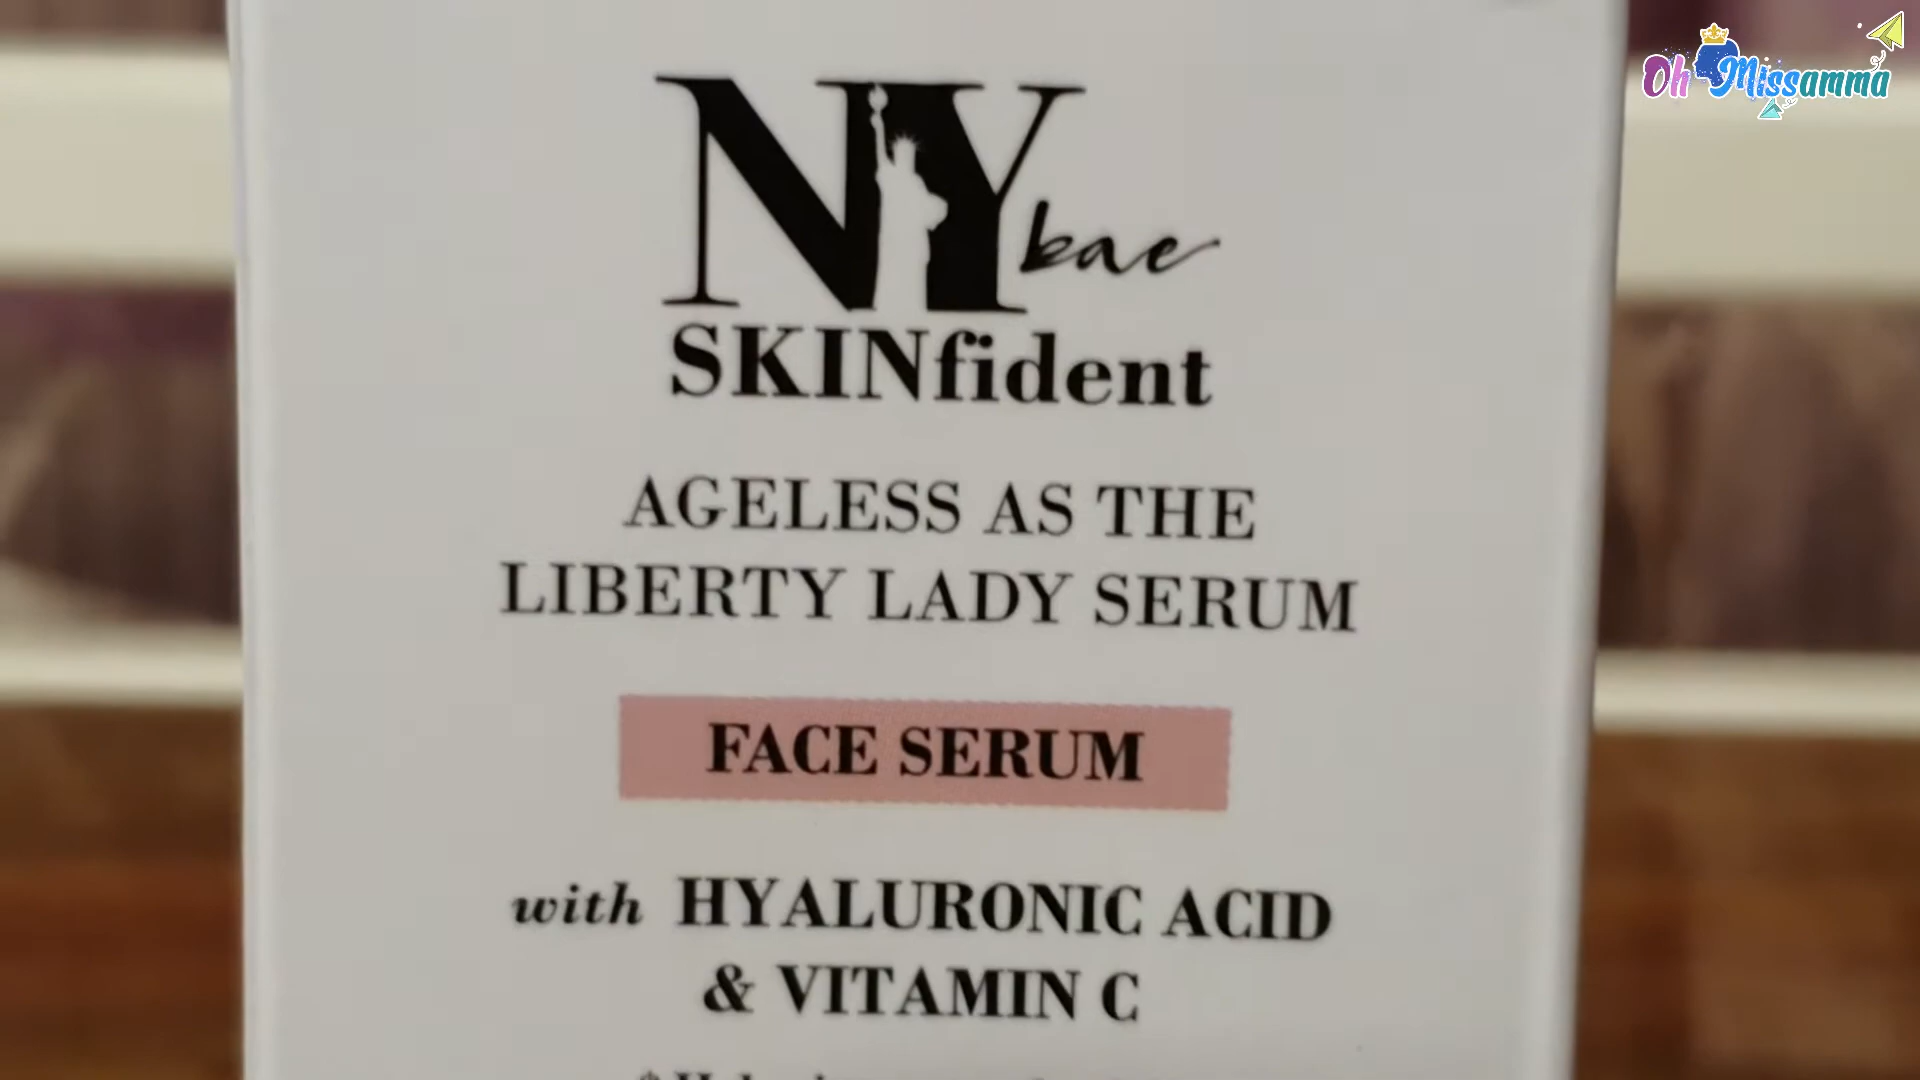 Oh Missamma
NY bae
SKINfident
AGELESS AS THE
LIBERTY LADY SERUM
FACE SERUM
with HYALURONIC ACID
& VITAMIN C